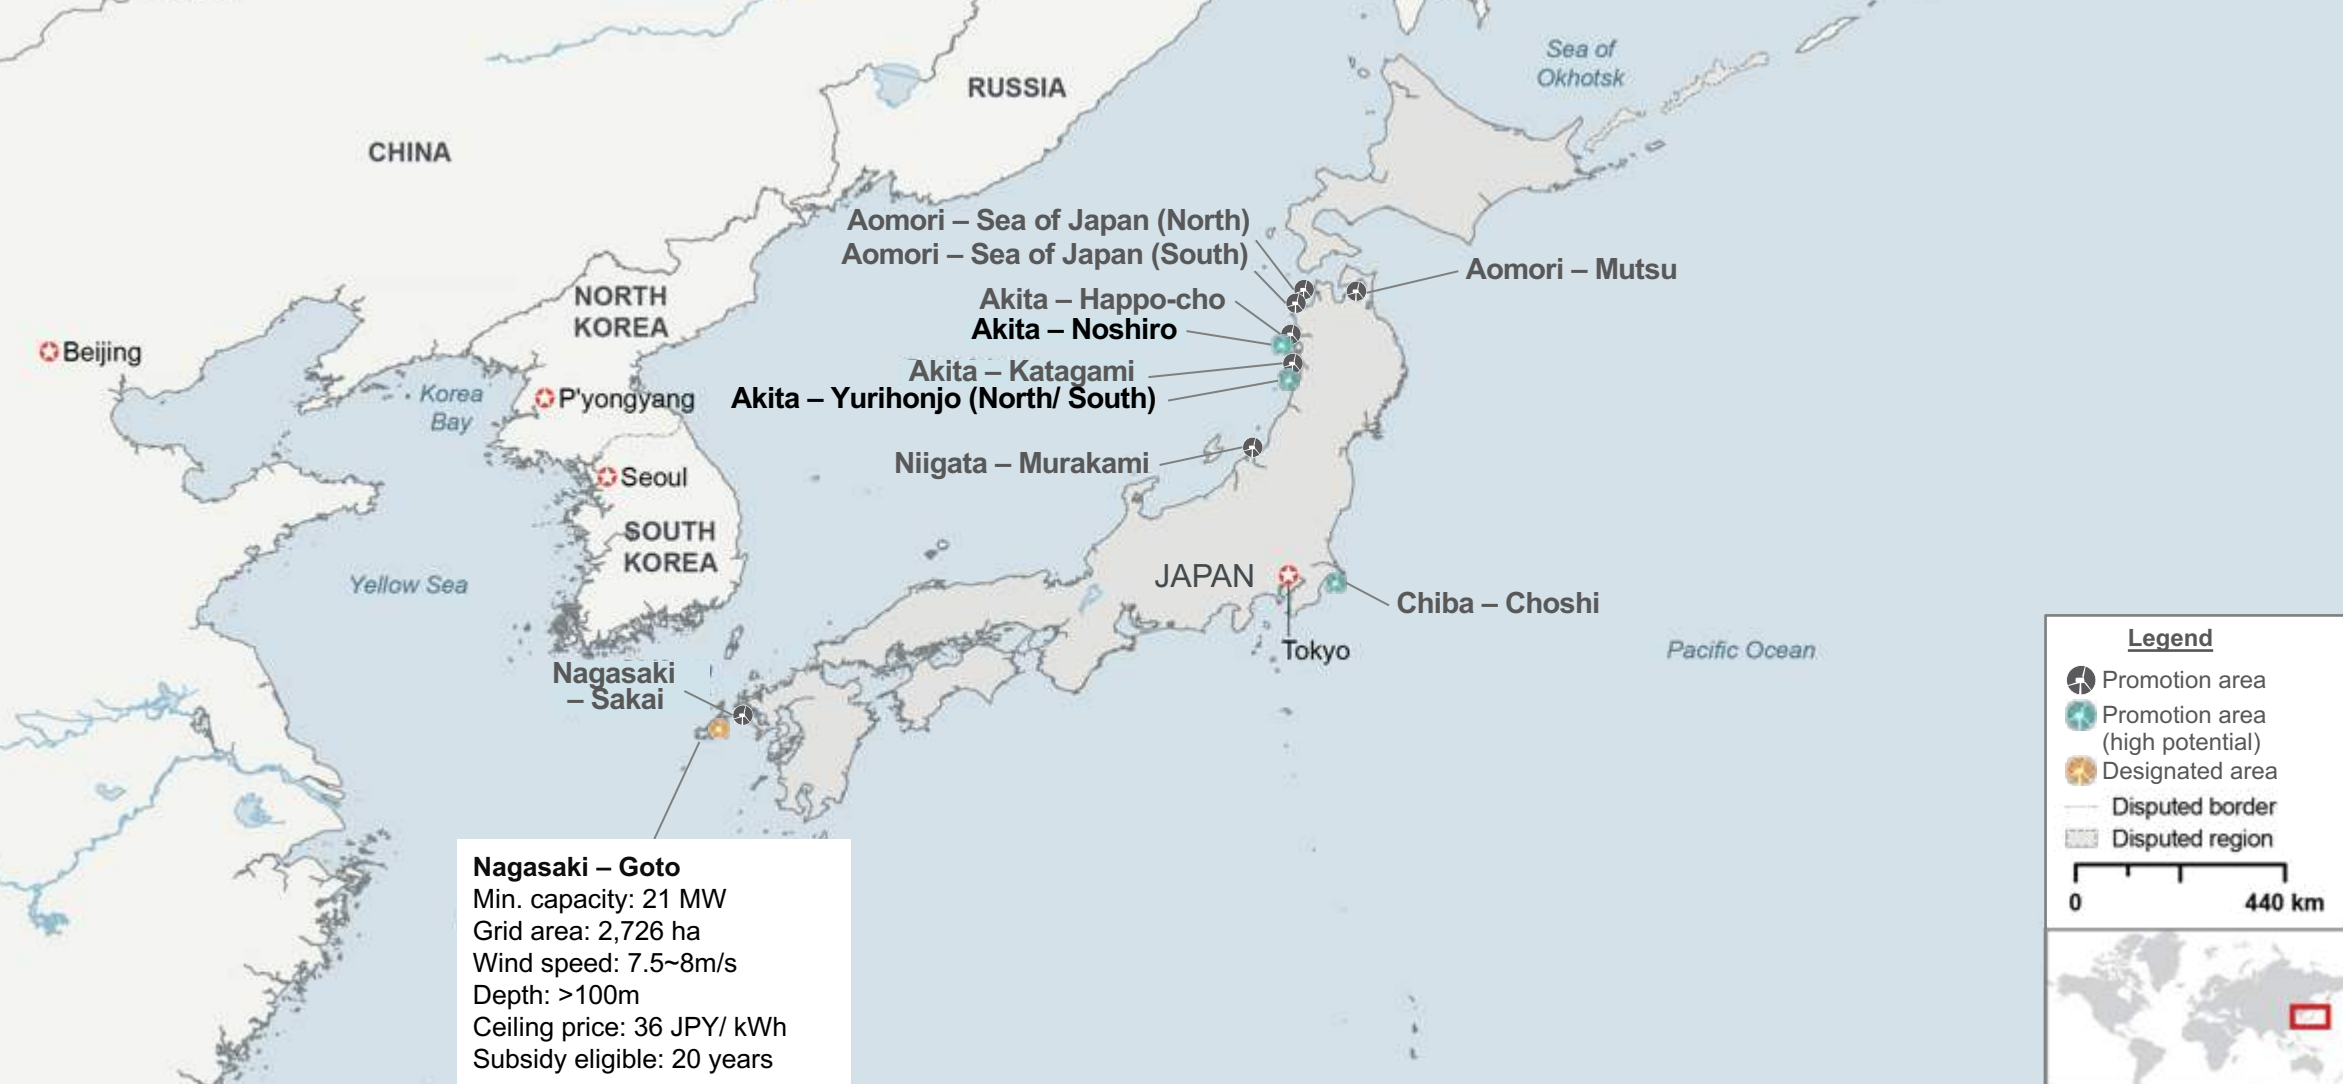 Sea of
Okhotsk
RUSSIA
CHINA
Aomori – Sea of Japan (North)
Aomori – Sea of Japan (South)
Aomori – Mutsu
Akita – Happo-cho
NORTH
KOREA
Akita – Noshiro
Beijing
Akita – Katagami
Korea
Bay
P'yongyang
Akita – Yurihonjo (North/ South)
Niigata – Murakami
Seoul
SOUTH
KOREA
Yellow Sea
JAPAN
Chiba – Choshi
Tokyo
Pacific Ocean
Nagasaki
– Sakai
Nagasaki – Goto
Min. capacity: 21 MW
Grid area: 2,726 ha
Wind speed: 7.5~8m/s
Depth: >100m
Ceiling price: 36 JPY/ kWh
Subsidy eligible: 20 years
Legend
Promotion area
Promotion area
(high potential)
Designated area
Disputed border
Disputed region
0 440 km